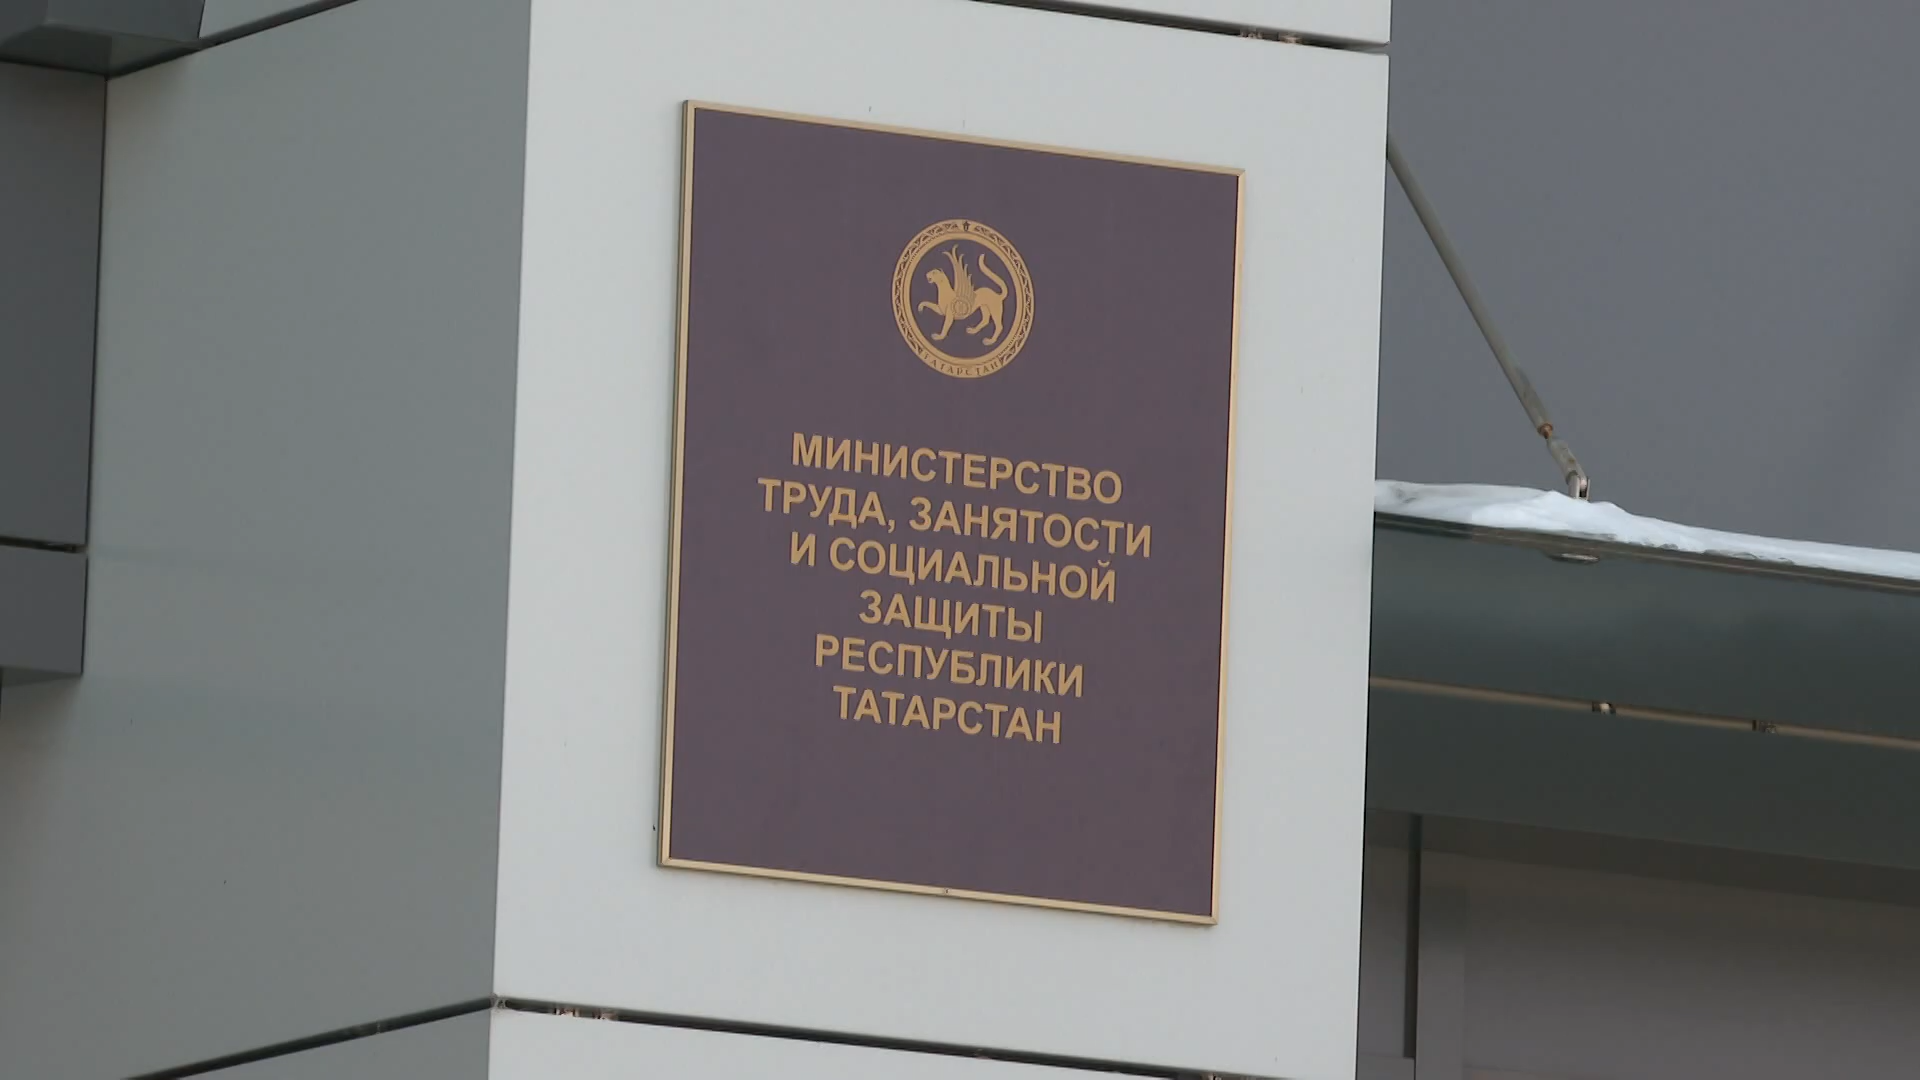 ТАТАРСТАН
МИНИСТЕРСТВО
ТРУДА, ЗАНЯТОСТИ
И СОЦИАЛЬНОЙ
ЗАЩИТЫ
РЕСПУБЛИКИ
ТАТАРСТАН